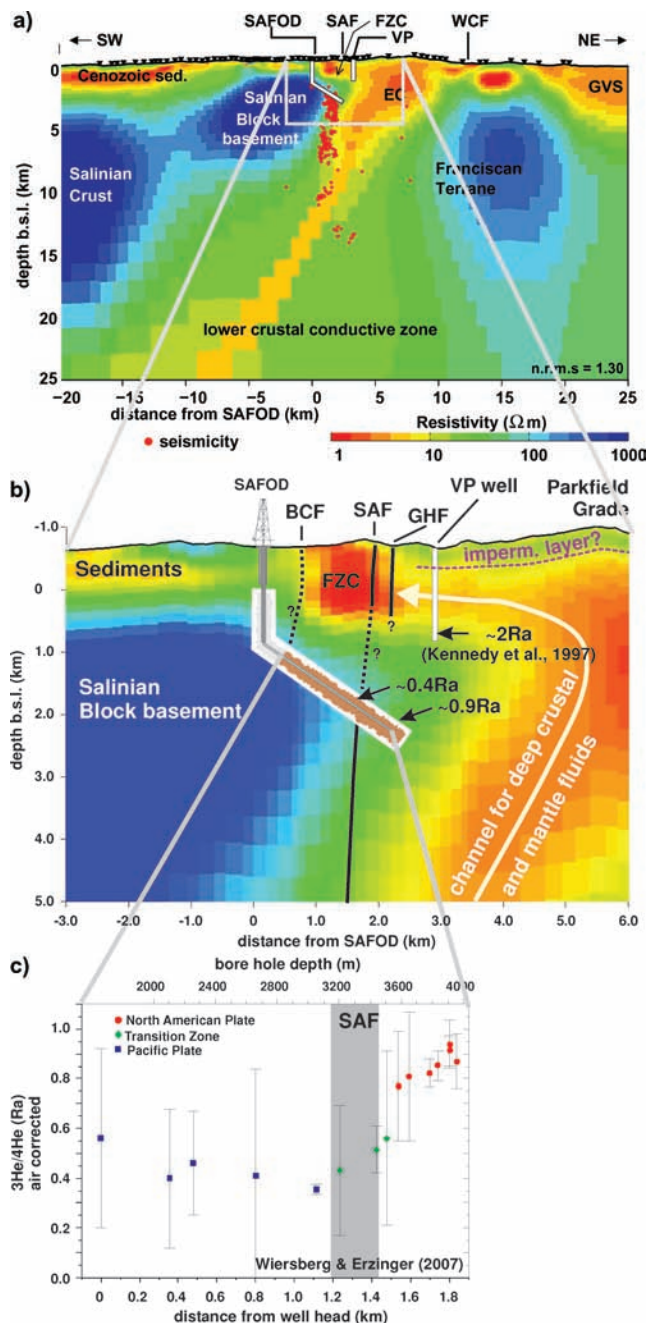 a)
← SW
SAFOD
SAF
FZC
VP
WCF
NE →
Cenozoic sed.
Salinian
Block
basement
EC
GVS
Salinian
Crust
Franciscan
Terrane
lower crustal conductive zone
n.r.m.s = 1.30
depth b.s.l. (km)
0
5
10
15
20
25
−20 −15 −10 −5 0 5 10 15 20 25
distance from SAFOD (km)
Resistivity (Ωm)
seismicity
1 10 100 1000
b)
SAFOD
BCF
SAF
GHF
VP well
Parkfield
Grade
imperm. layer?
Sediments
FZC
?
?
?
~2Ra
(Kennedy et al., 1997)
~0.4Ra
~0.9Ra
Salinian
Block basement
channel for deep crustal
and mantle fluids
depth b.s.l. (km)
-1.0
0
1.0
2.0
3.0
4.0
5.0
-3.0 -2.0 -1.0 0 1.0 2.0 3.0 4.0 5.0 6.0
distance from SAFOD (km)
c)
bore hole depth (m)
2000 2400 2800 3200 3600 4000
North American Plate
Transition Zone
Pacific Plate
SAF
3He/4He (Ra)
air corrected
1.0
0.8
0.6
0.4
0.2
0.0
Wiersberg & Erzinger (2007)
0 0.2 0.4 0.6 0.8 1.0 1.2 1.4 1.6 1.8
distance from well head (km)